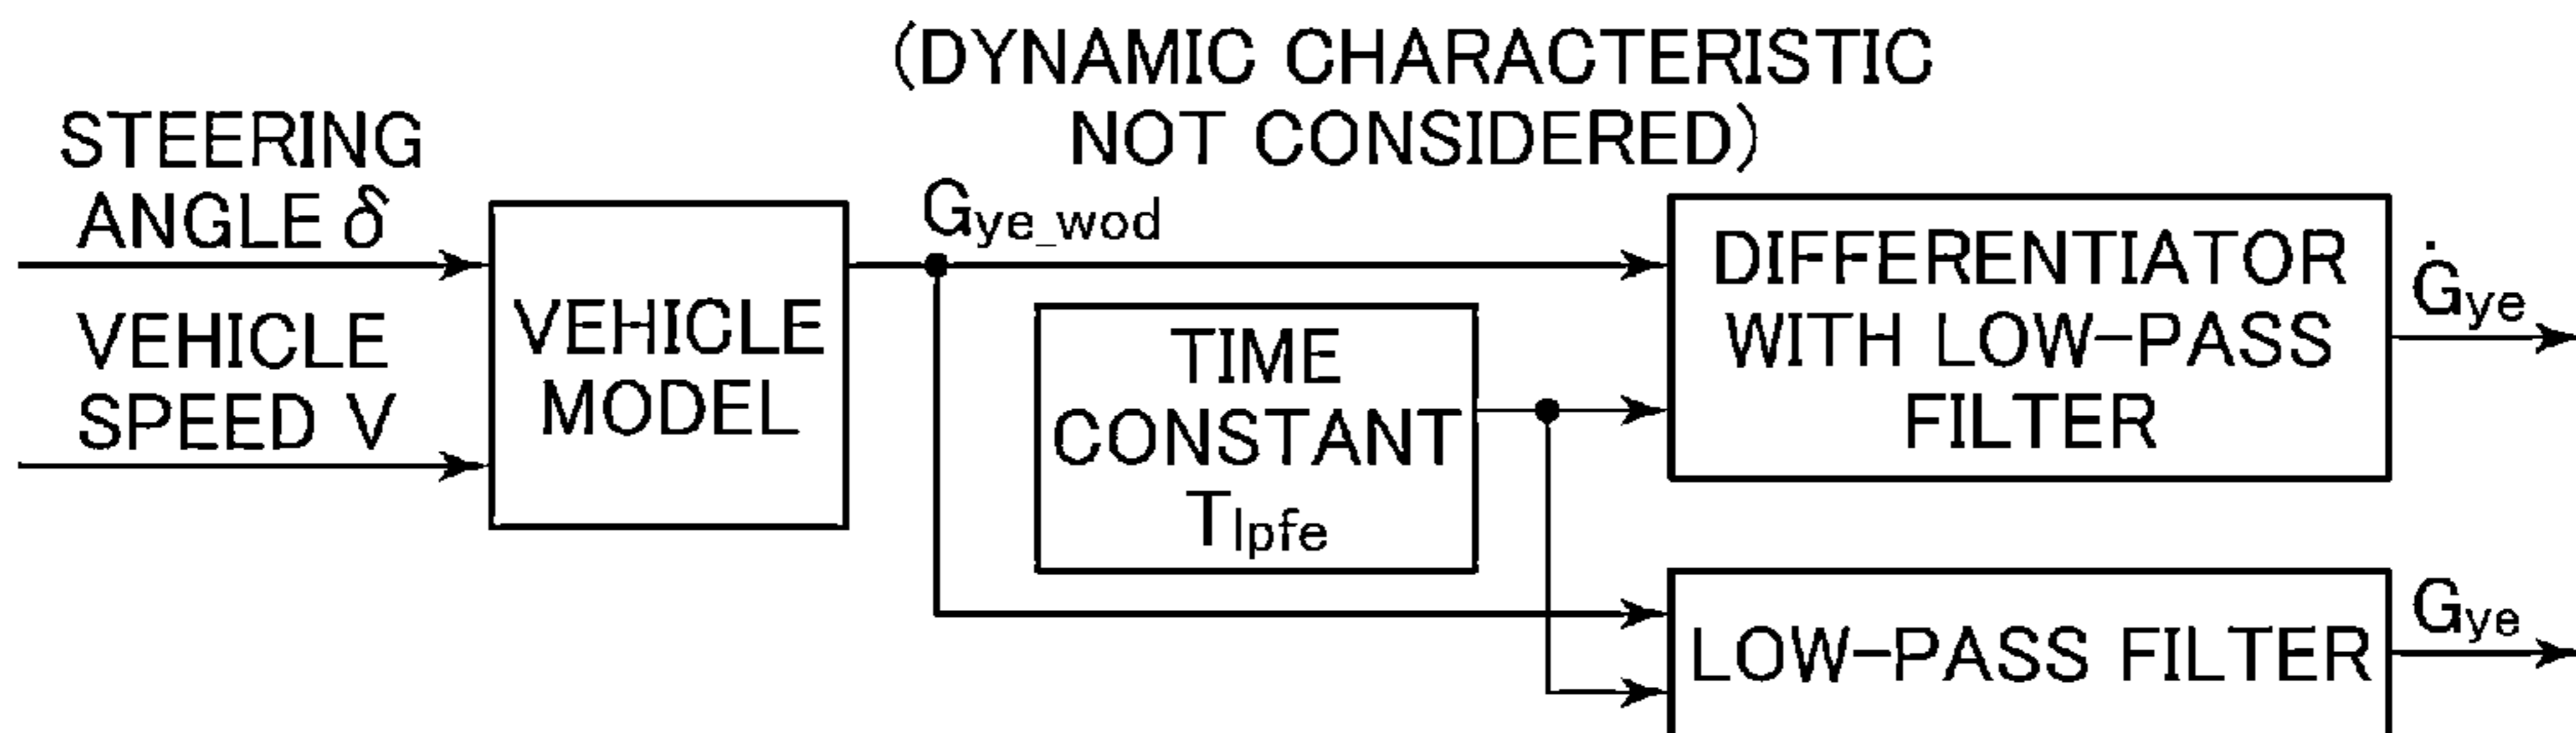 (DYNAMIC CHARACTERISTIC
NOT CONSIDERED)
STEERING
ANGLE δ
VEHICLE
SPEED V
VEHICLE
MODEL
Gye_wod
TIME
CONSTANT
Tlpfe
DIFFERENTIATOR
WITH LOW-PASS
FILTER
Ġye
LOW-PASS FILTER
Gye